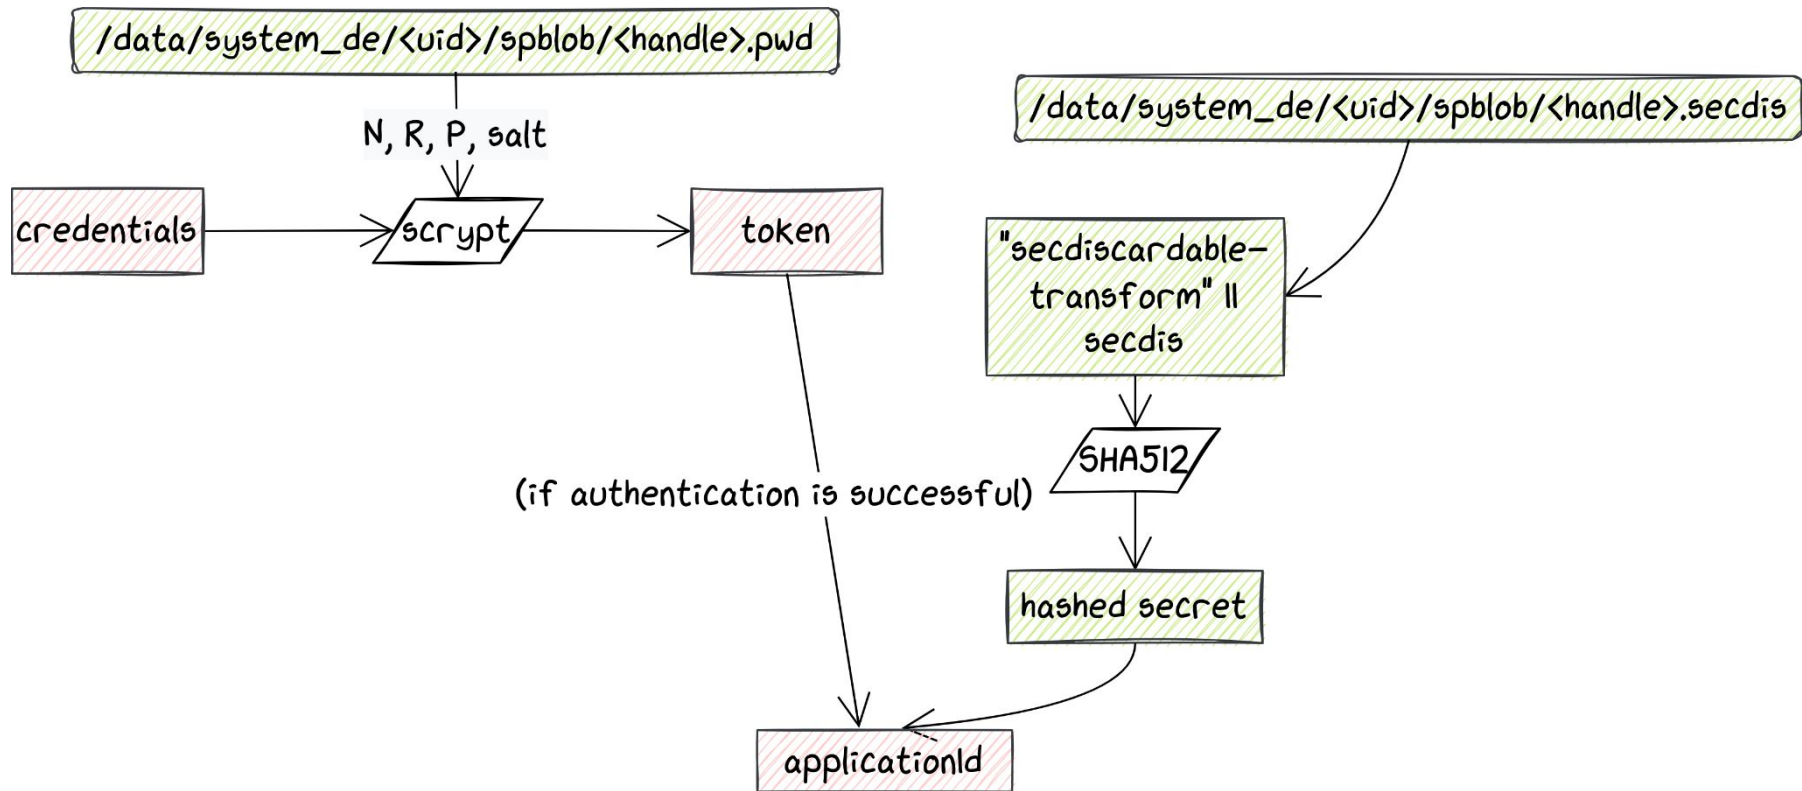 /data/system_de/<uid>/spblob/<handle>.pwd
/data/system_de/<uid>/spblob/<handle>.secdis
N, R, P, salt
credentials
scrypt
token
"secdiscardable-
transform" ||
secdis
SHA512
(if authentication is successful)
hashed secret
applicationId